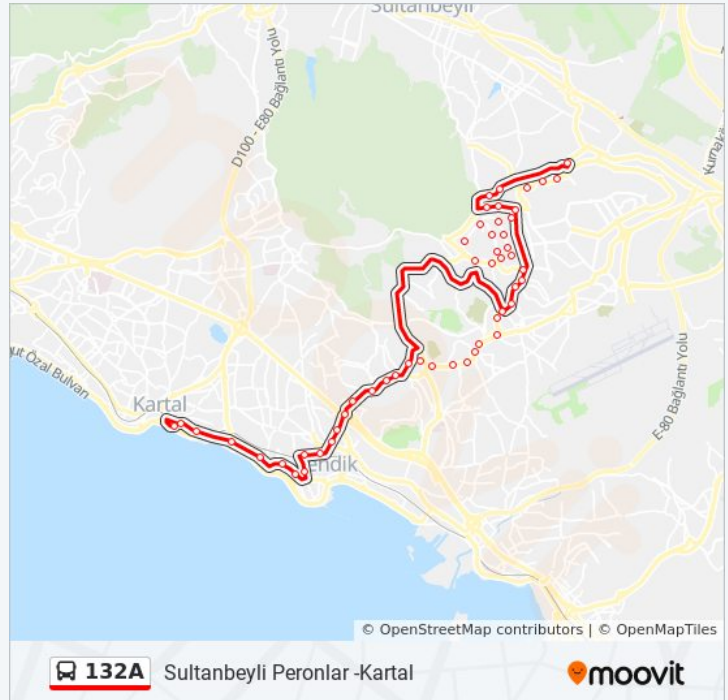 Sultanbeyli
D100 - E80 Bağlantı Yolu
Kartal
endik
E-80 Bağlantı Yolu
© OpenStreetMap contributors | © OpenMapTiles
132A Sultanbeyli Peronlar -Kartal
moovit